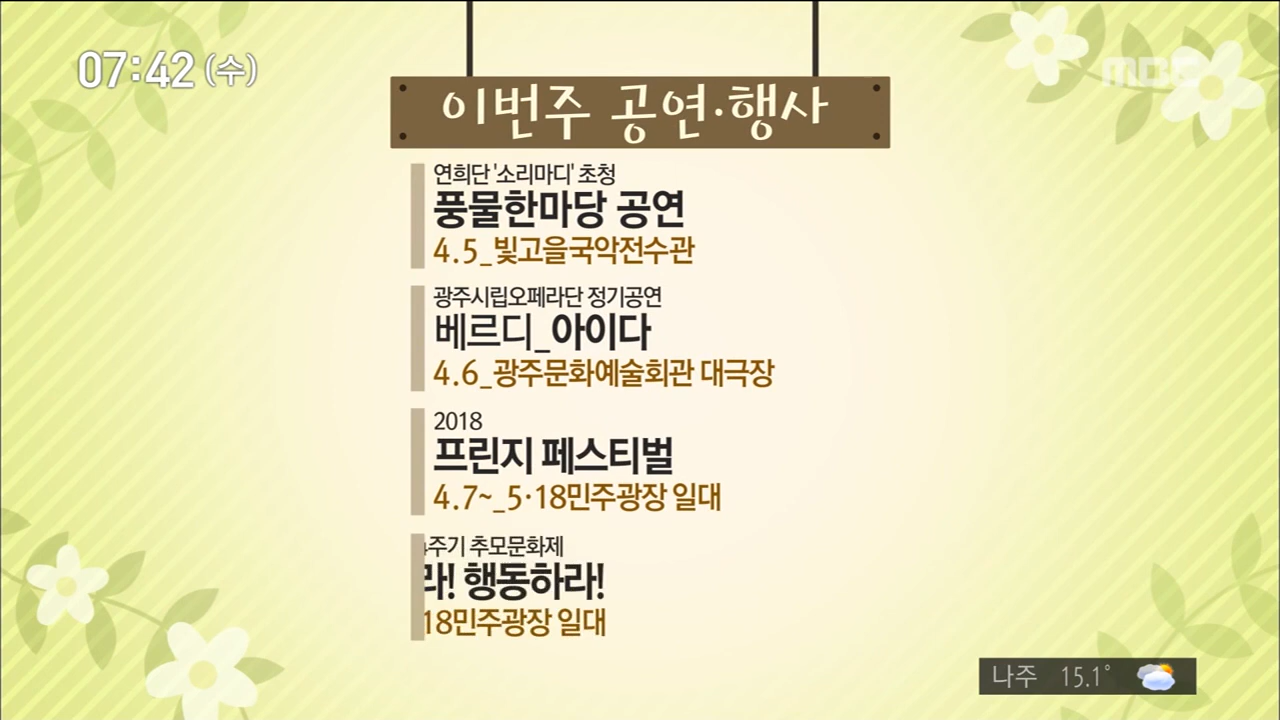 07:42 (수)
MBC
이번주 공연·행사
연희단 '소리마디' 초청
풍물한마당 공연
4.5_빛고을국악전수관
광주시립오페라단 정기공연
베르디_아이다
4.6_광주문화예술회관 대극장
2018
프린지 페스티벌
4.7~_5·18민주광장 일대
주기 추모문화제
라! 행동하라!
18민주광장 일대
나주 15.1°